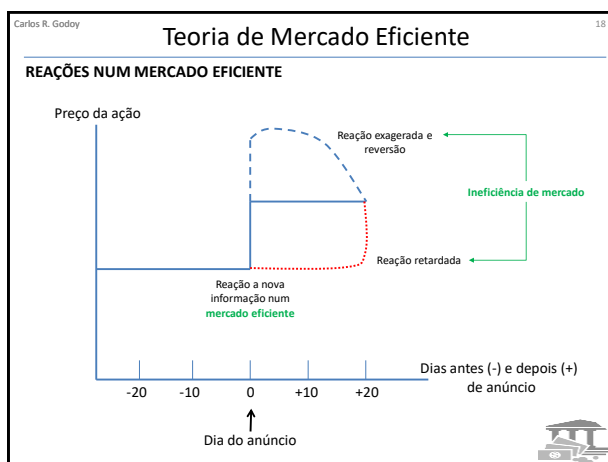 Carlos R. Godoy
18
Teoria de Mercado Eficiente
REAÇÕES NUM MERCADO EFICIENTE
Preço da ação
Reação exagerada e
reversão
Ineficiência de mercado
Reação retardada
Reação a nova
informação num
mercado eficiente
Dias antes (-) e depois (+)
de anúncio
-20 -10 0 +10 +20
Dia do anúncio